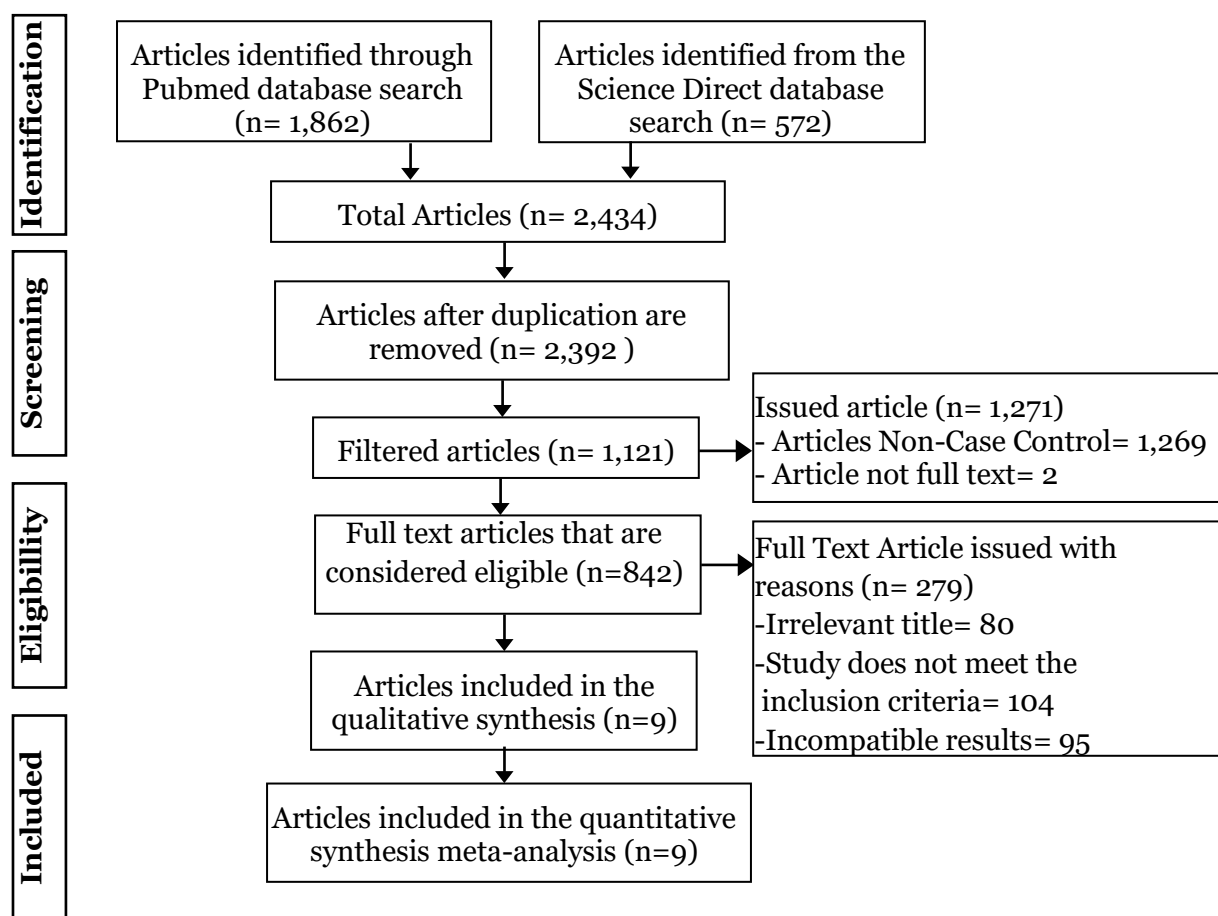 Identification
Articles identified through
Pubmed database search
(n= 1,862)
Articles identified from the
Science Direct database
search (n= 572)
Total Articles (n= 2,434)
Screening
Articles after duplication are
removed (n= 2,392 )
Filtered articles (n= 1,121)
Issued article (n= 1,271)
- Articles Non-Case Control= 1,269
- Article not full text= 2
Eligibility
Full text articles that are
considered eligible (n=842)
Full Text Article issued with
reasons (n= 279)
-Irrelevant title= 80
-Study does not meet the
inclusion criteria= 104
-Incompatible results= 95
Articles included in the
qualitative synthesis (n=9)
Included
Articles included in the quantitative
synthesis meta-analysis (n=9)